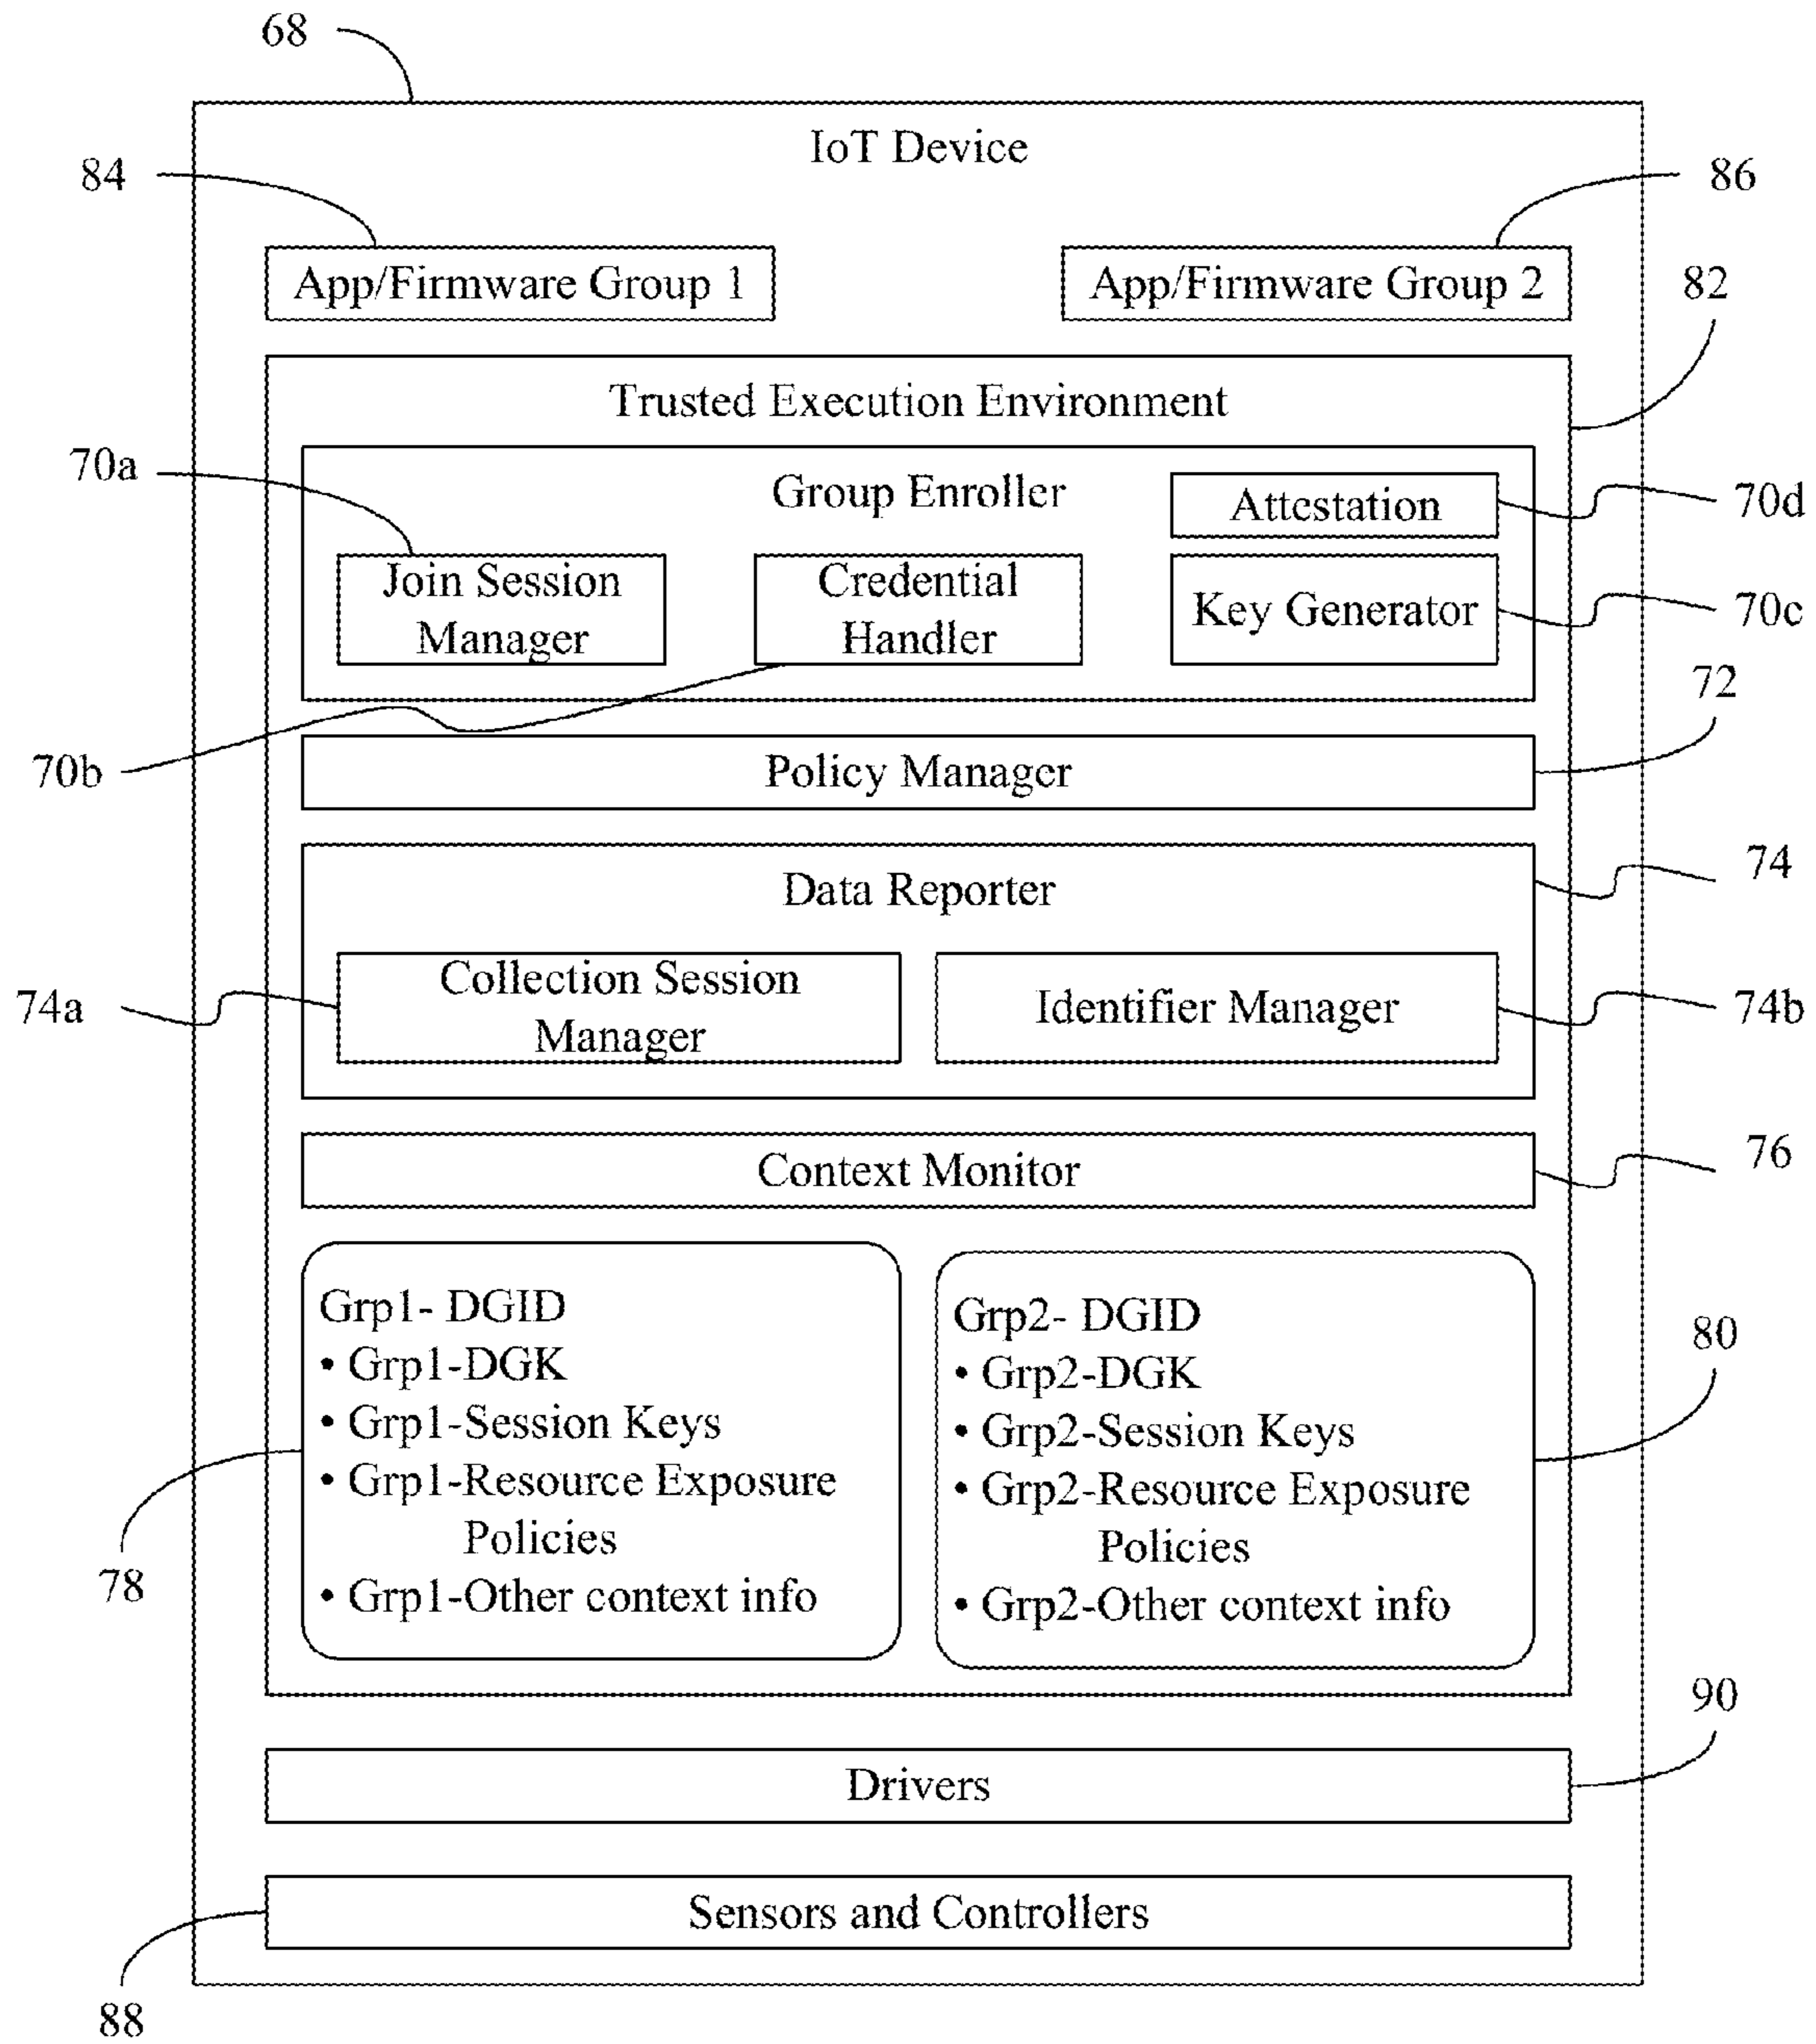 68
IoT Device
84
86
App/Firmware Group 1
App/Firmware Group 2
82
Trusted Execution Environment
70a
Group Enroller
Attestation
70d
Join Session
Manager
Credential
Handler
Key Generator
70c
72
70b
Policy Manager
74
Data Reporter
74a
Collection Session
Manager
Identifier Manager
74b
76
Context Monitor
Grp1- DGID
• Grp1-DGK
• Grp1-Session Keys
• Grp1-Resource Exposure
Policies
• Grp1-Other context info
78
Grp2- DGID
• Grp2-DGK
• Grp2-Session Keys
• Grp2-Resource Exposure
Policies
• Grp2-Other context info
80
90
Drivers
Sensors and Controllers
88